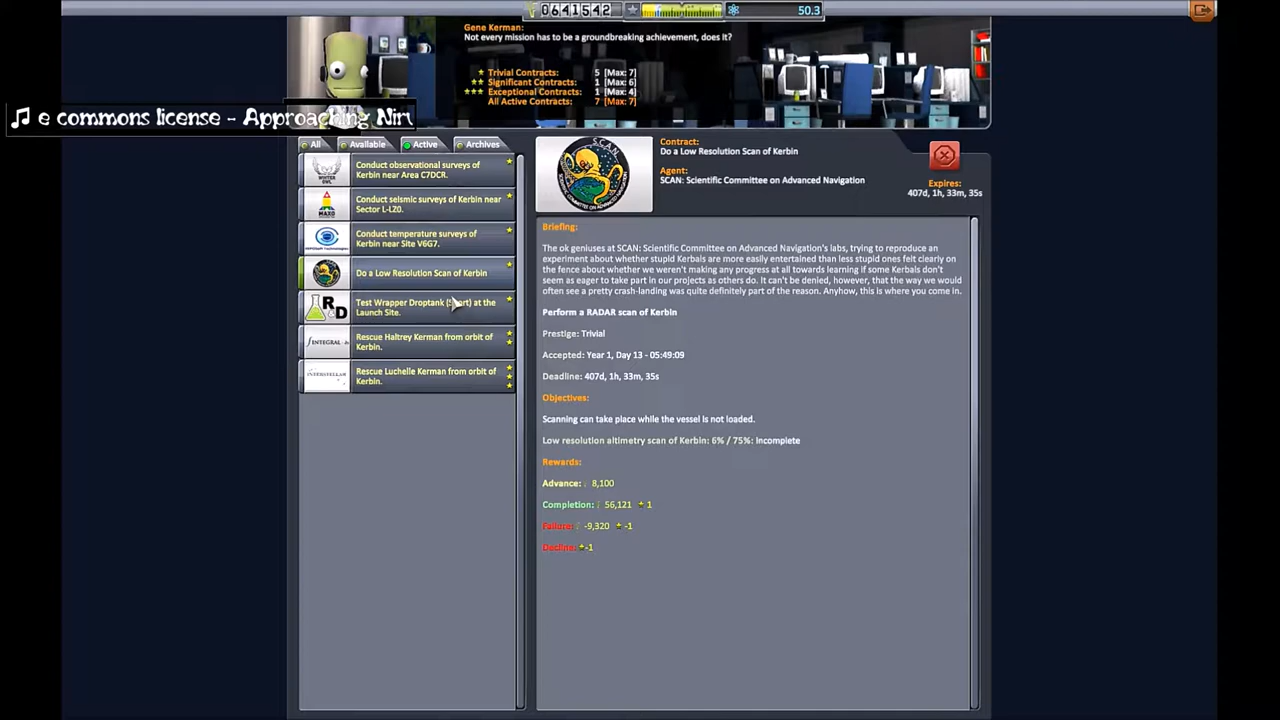 0641542
50.3
Gene Kerman:
Not every mission has to be a groundbreaking achievement, does it?
Trivial Contracts: 5 [Max: 7]
Significant Contracts: 1 [Max: 6]
Exceptional Contracts: 1 [Max: 4]
All Active Contracts: 7 [Max: 7]
e commons license - Approaching Niru
All
Available
Active
Archives
Conduct observational surveys of
Kerbin near Area C7DCR.
Conduct seismic surveys of Kerbin near
Sector L-LZ0.
Conduct temperature surveys of
Kerbin near Site V6G7.
Do a Low Resolution Scan of Kerbin
R&D
Test Wrapper Droptank (Short) at the
Launch Site.
Rescue Haltrey Kerman from orbit of
Kerbin.
Rescue Luchelle Kerman from orbit of
Kerbin.
SCAN
Contract:
Do a Low Resolution Scan of Kerbin
Agent:
SCAN: Scientific Committee on Advanced Navigation
Expires:
407d, 1h, 33m, 35s
Briefing:
The ok geniuses at SCAN: Scientific Committee on Advanced Navigation's labs, trying to reproduce an
experiment about whether stupid Kerbals are more easily entertained than less stupid ones felt clearly on
the fence about whether we weren't making any progress at all towards learning if some Kerbals don't
seem as eager to take part in our projects as others do. It can't be denied, however, that the way we would
often see a pretty crash-landing was quite definitely part of the reason. Anyhow, this is where you come in.
Perform a RADAR scan of Kerbin
Prestige: Trivial
Accepted: Year 1, Day 13 - 05:49:09
Deadline: 407d, 1h, 33m, 35s
Objectives:
Scanning can take place while the vessel is not loaded.
Low resolution altimetry scan of Kerbin: 6% / 75%: Incomplete
Rewards:
Advance: 8,100
Completion: 56,121 1
Failure: -9,320 -1
Decline: -1